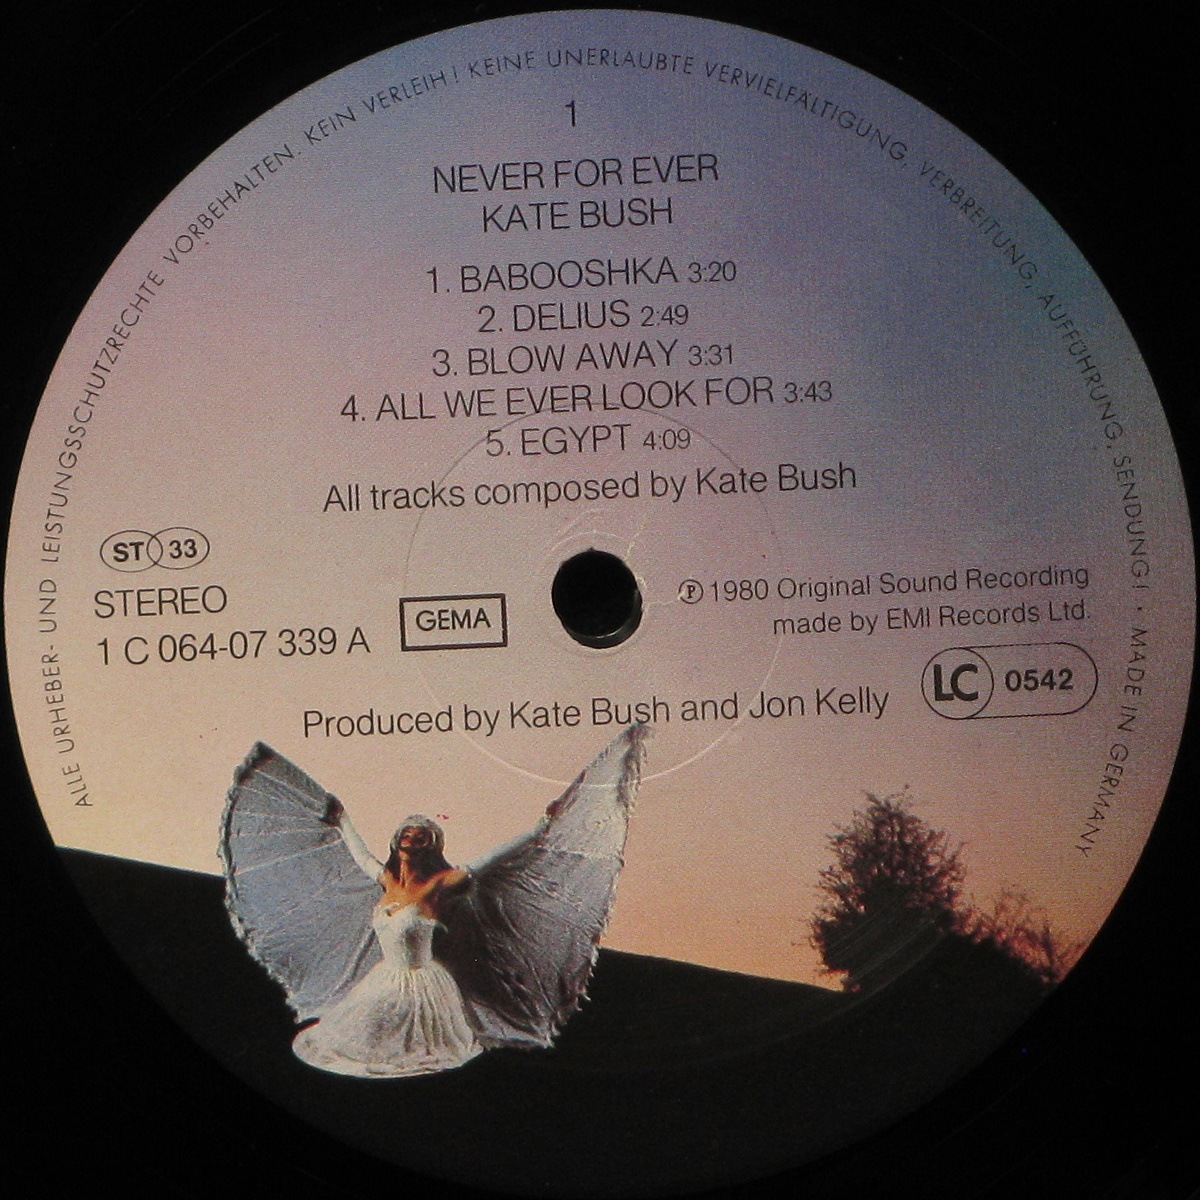 ALLE URHEBER- UND LEISTUNGSSCHUTZRECHTE VORBEHALTEN. KEIN VERLEIH! KEINE UNERLAUBTE VERVIELFÄLTIGUNG, VERBREITUNG, AUFFÜHRUNG, SENDUNG! · MADE IN GERMANY
1
NEVER FOR EVER
KATE BUSH
1. BABOOSHKA 3:20
2. DELIUS 2:49
3. BLOW AWAY 3:31
4. ALL WE EVER LOOK FOR 3:43
5. EGYPT 4:09
All tracks composed by Kate Bush
ST 33
STEREO
1 C 064-07 339 A
GEMA
Ⓟ 1980 Original Sound Recording
made by EMI Records Ltd.
LC 0542
Produced by Kate Bush and Jon Kelly